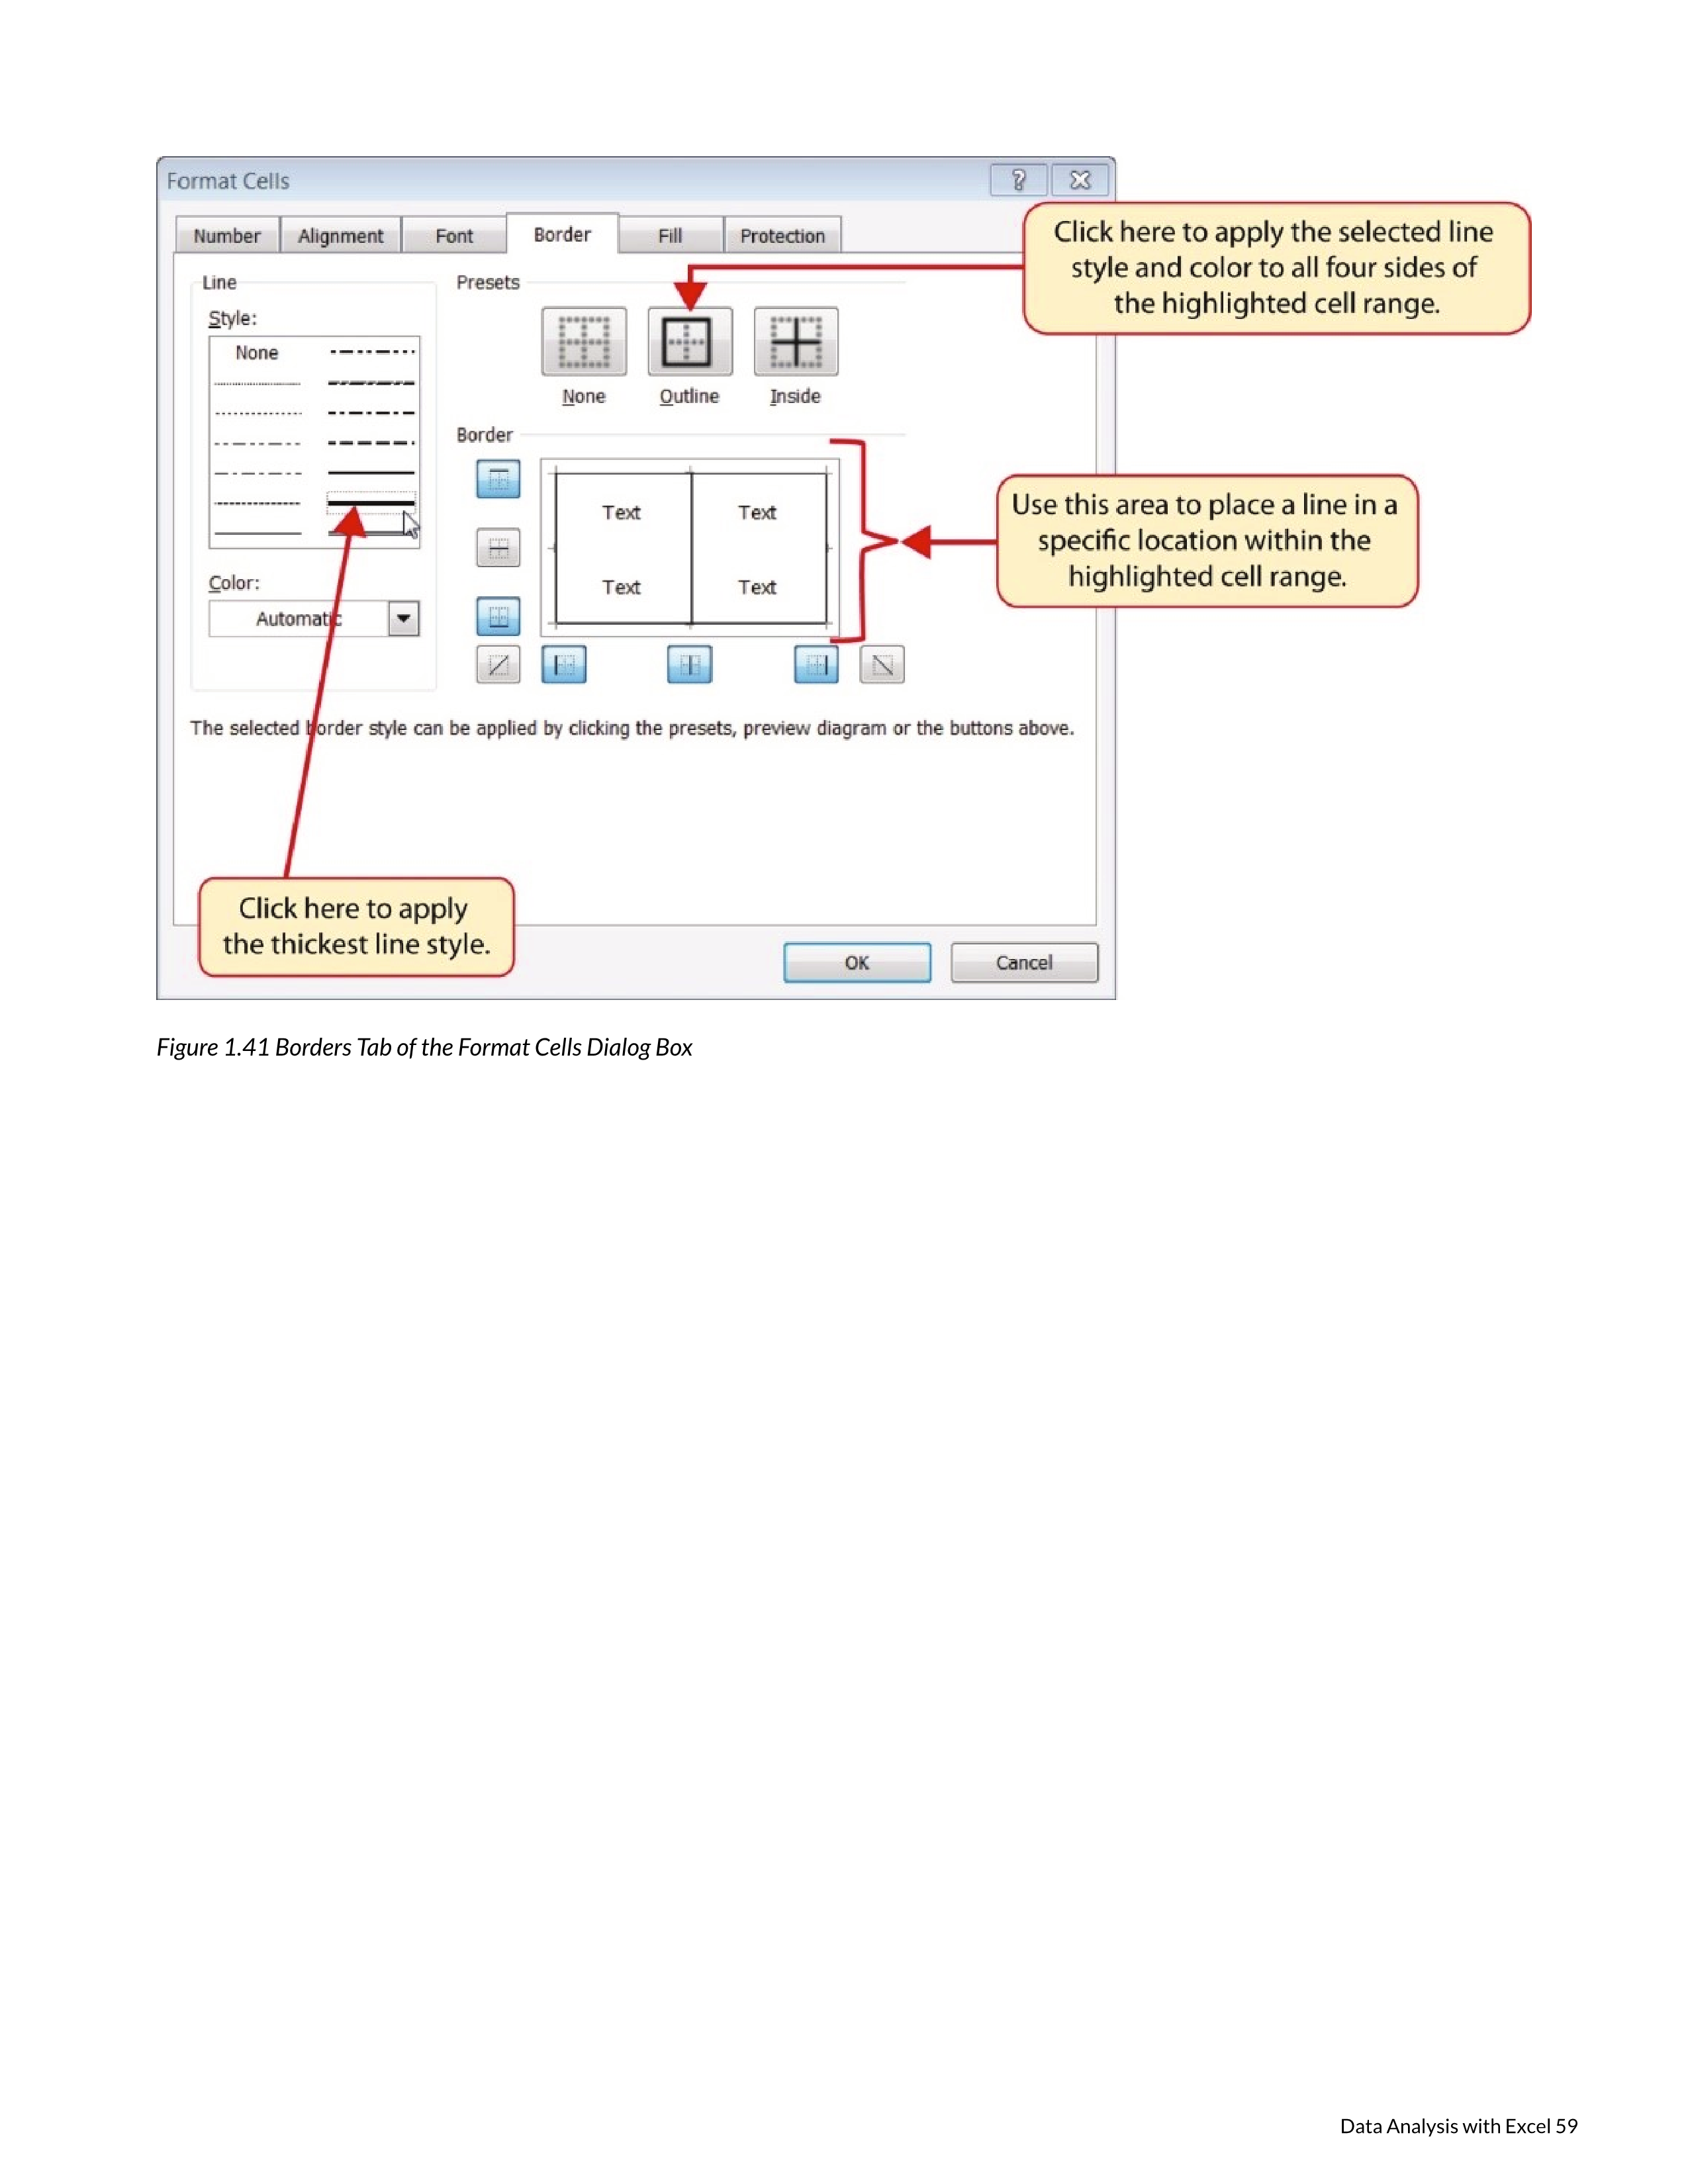 Format Cells
Number Alignment Font Border Fill Protection
Click here to apply the selected line
style and color to all four sides of
the highlighted cell range.
Line
Style:
None
Color:
Automatic
Presets
None Outline Inside
Border
Text Text
Text Text
Use this area to place a line in a
specific location within the
highlighted cell range.
The selected border style can be applied by clicking the presets, preview diagram or the buttons above.
Click here to apply
the thickest line style.
OK Cancel
Figure 1.41 Borders Tab of the Format Cells Dialog Box
Data Analysis with Excel 59